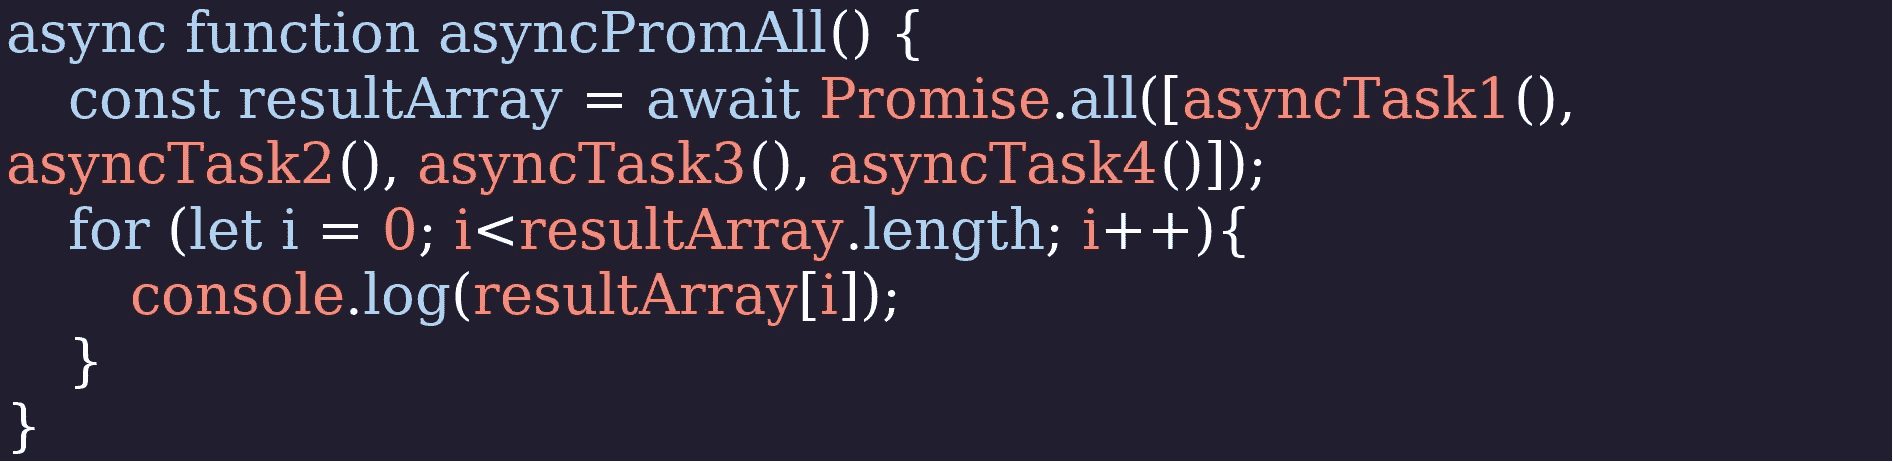 async function asyncPromAll() {
    const resultArray = await Promise.all([asyncTask1(),
asyncTask2(), asyncTask3(), asyncTask4()]);
    for (let i = 0; i<resultArray.length; i++){
        console.log(resultArray[i]);
    }
}